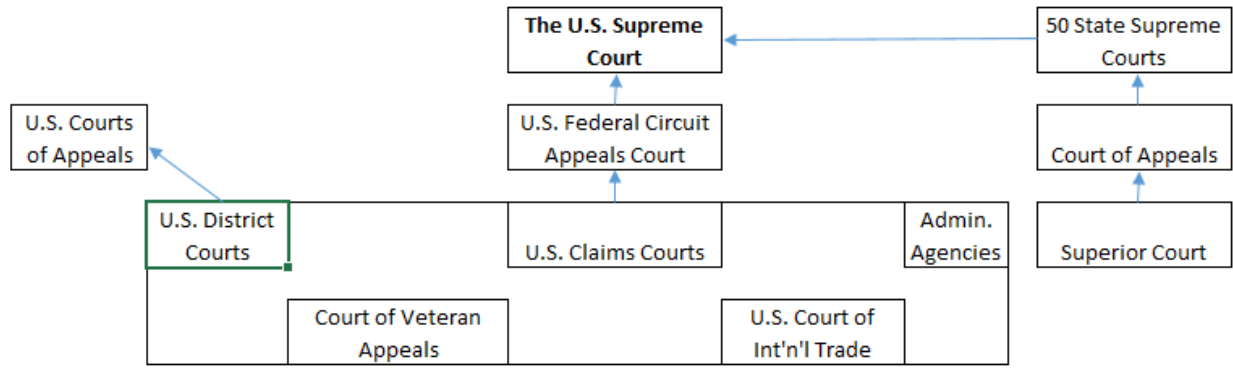 The U.S. Supreme
Court
50 State Supreme
Courts
U.S. Courts
of Appeals
U.S. Federal Circuit
Appeals Court
Court of Appeals
U.S. District
Courts
U.S. Claims Courts
Admin.
Agencies
Superior Court
Court of Veteran
Appeals
U.S. Court of
Int'n'l Trade